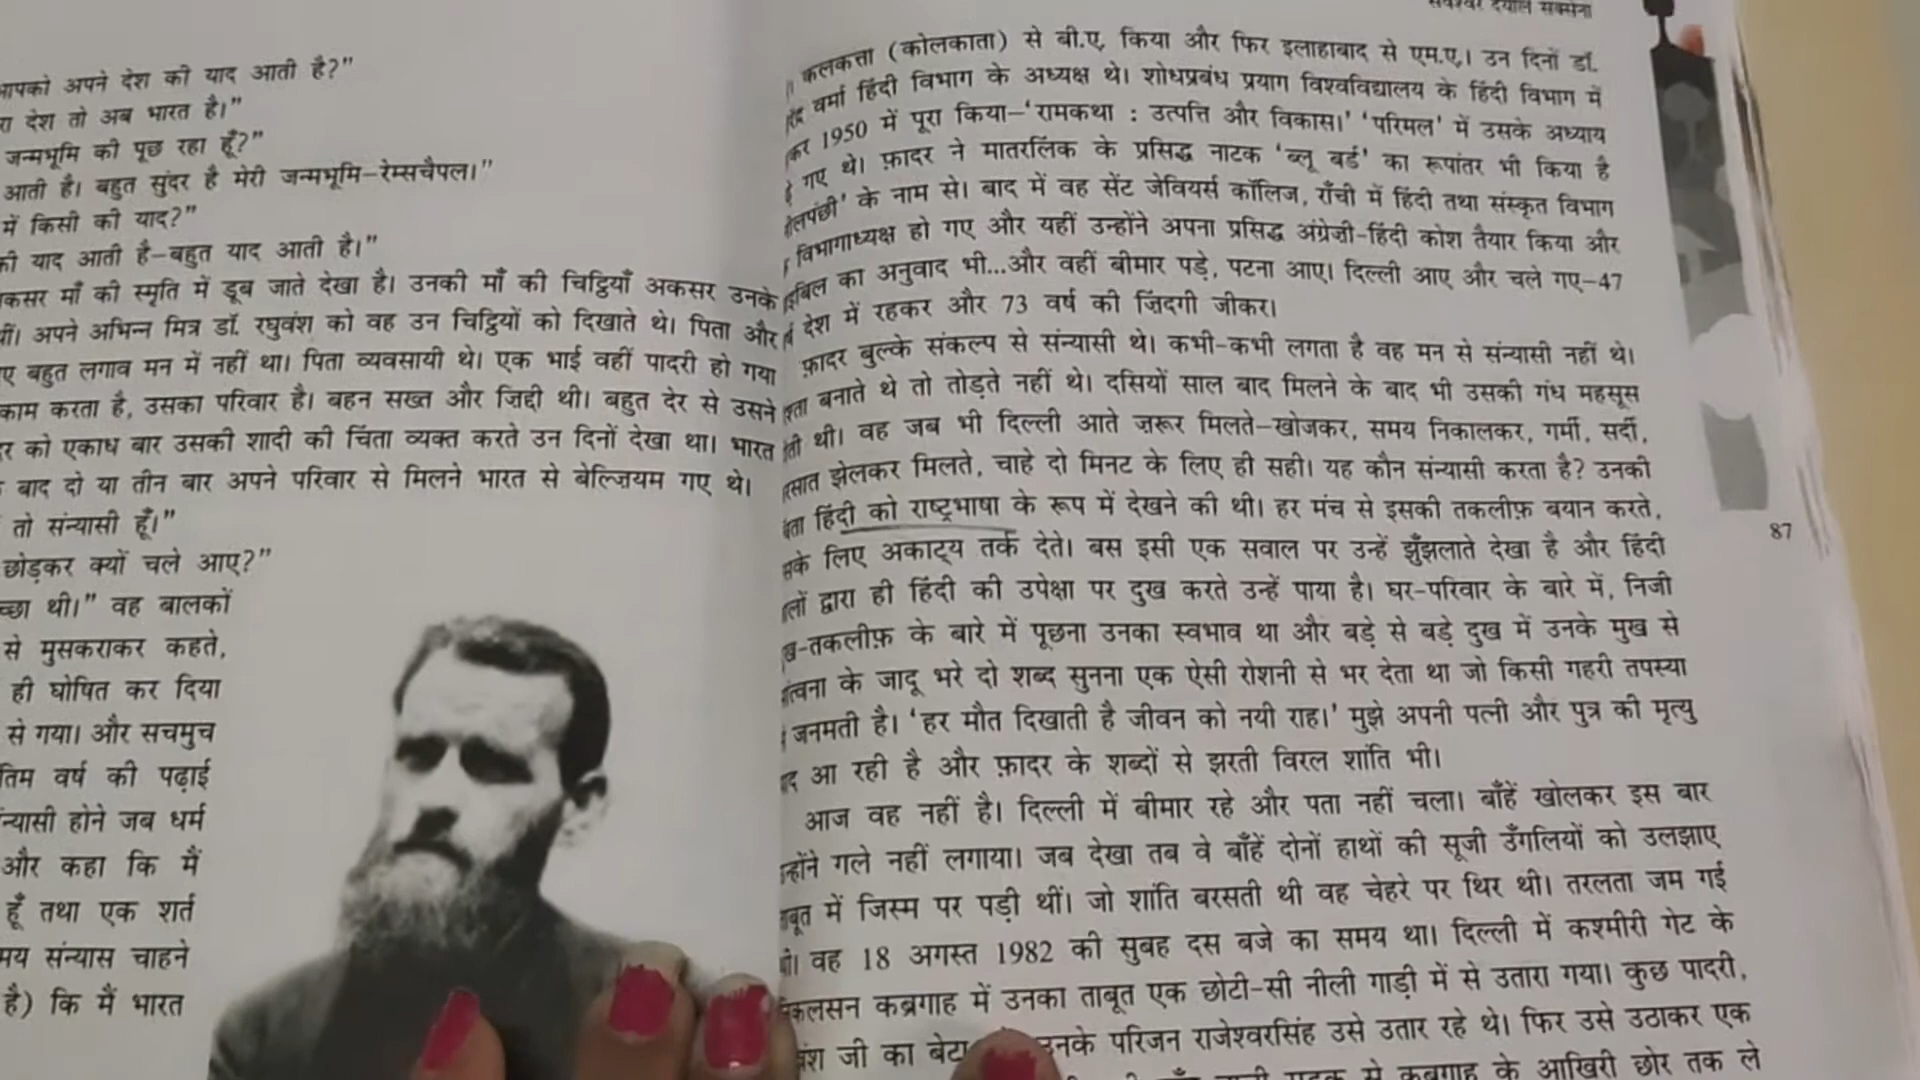 आपको अपने देश की याद आती है?”
देश तो अब भारत है।”
जन्मभूमि की पूछ रहा हूँ?”
आती है। बहुत सुंदर है मेरी जन्मभूमि–रेम्सचैपल।”
में किसी की याद?”
की याद आती है–बहुत याद आती है।”
अकसर माँ की स्मृति में डूब जाते देखा है। उनकी माँ की चिट्ठियाँ अकसर उनके
अपने अभिन्न मित्र डॉ. रघुवंश को वह उन चिट्ठियों को दिखाते थे। पिता और
बहुत लगाव मन में नहीं था। पिता व्यवसायी थे। एक भाई वहीं पादरी हो गया
काम करता है, उसका परिवार है। बहन सख्त और ज़िद्दी थी। बहुत देर से उसने
को एकाध बार उसकी शादी की चिंता व्यक्त करते उन दिनों देखा था। भारत
बाद दो या तीन बार अपने परिवार से मिलने भारत से बेल्जियम गए थे।
तो संन्यासी हूँ।”
छोड़कर क्यों चले आए?”
थी।” वह बालकों
से मुसकराकर कहते,
ही घोषित कर दिया
से गया। और सचमुच
वर्ष की पढ़ाई
होने जब धर्म
और कहा कि मैं
हूँ तथा एक शर्त
संन्यास चाहने
है) कि मैं भारत
सर्वेश्वर दयाल सक्सेना
कलकत्ता (कोलकाता) से बी.ए. किया और फिर इलाहाबाद से एम.ए.। उन दिनों डॉ.
वर्मा हिंदी विभाग के अध्यक्ष थे। शोधप्रबंध प्रयाग विश्वविद्यालय के हिंदी विभाग में
1950 में पूरा किया–‘रामकथा : उत्पत्ति और विकास।’ ‘परिमल’ में उसके अध्याय
गए थे। फ़ादर ने मातरलिंक के प्रसिद्ध नाटक ‘ब्लू बर्ड’ का रूपांतर भी किया है
के नाम से। बाद में वह सेंट जेवियर्स कॉलिज, राँची में हिंदी तथा संस्कृत विभाग
विभागाध्यक्ष हो गए और यहीं उन्होंने अपना प्रसिद्ध अंग्रेज़ी-हिंदी कोश तैयार किया और
का अनुवाद भी...और वहीं बीमार पड़े, पटना आए। दिल्ली आए और चले गए–47
देश में रहकर और 73 वर्ष की ज़िंदगी जीकर।
फ़ादर बुल्के संकल्प से संन्यासी थे। कभी-कभी लगता है वह मन से संन्यासी नहीं थे।
बनाते थे तो तोड़ते नहीं थे। दसियों साल बाद मिलने के बाद भी उसकी गंध महसूस
थी। वह जब भी दिल्ली आते ज़रूर मिलते–खोजकर, समय निकालकर, गर्मी, सर्दी,
झेलकर मिलते, चाहे दो मिनट के लिए ही सही। यह कौन संन्यासी करता है? उनकी
हिंदी को राष्ट्रभाषा के रूप में देखने की थी। हर मंच से इसकी तकलीफ़ बयान करते,
के लिए अकाट्य तर्क देते। बस इसी एक सवाल पर उन्हें झुँझलाते देखा है और हिंदी
द्वारा ही हिंदी की उपेक्षा पर दुख करते उन्हें पाया है। घर-परिवार के बारे में, निजी
-तकलीफ़ के बारे में पूछना उनका स्वभाव था और बड़े से बड़े दुख में उनके मुख से
के जादू भरे दो शब्द सुनना एक ऐसी रोशनी से भर देता था जो किसी गहरी तपस्या
जनमती है। ‘हर मौत दिखाती है जीवन को नयी राह।’ मुझे अपनी पत्नी और पुत्र की मृत्यु
आ रही है और फ़ादर के शब्दों से झरती विरल शांति भी।
आज वह नहीं है। दिल्ली में बीमार रहे और पता नहीं चला। बाँहें खोलकर इस बार
गले नहीं लगाया। जब देखा तब वे बाँहें दोनों हाथों की सूजी उँगलियों को उलझाए
में जिस्म पर पड़ी थीं। जो शांति बरसती थी वह चेहरे पर थिर थी। तरलता जम गई
वह 18 अगस्त 1982 की सुबह दस बजे का समय था। दिल्ली में कश्मीरी गेट के
कब्रगाह में उनका ताबूत एक छोटी-सी नीली गाड़ी में से उतारा गया। कुछ पादरी,
जी का बेटा उनके परिजन राजेश्वरसिंह उसे उतार रहे थे। फिर उसे उठाकर एक
सड़क से कब्रगाह के आखिरी छोर तक ले
87